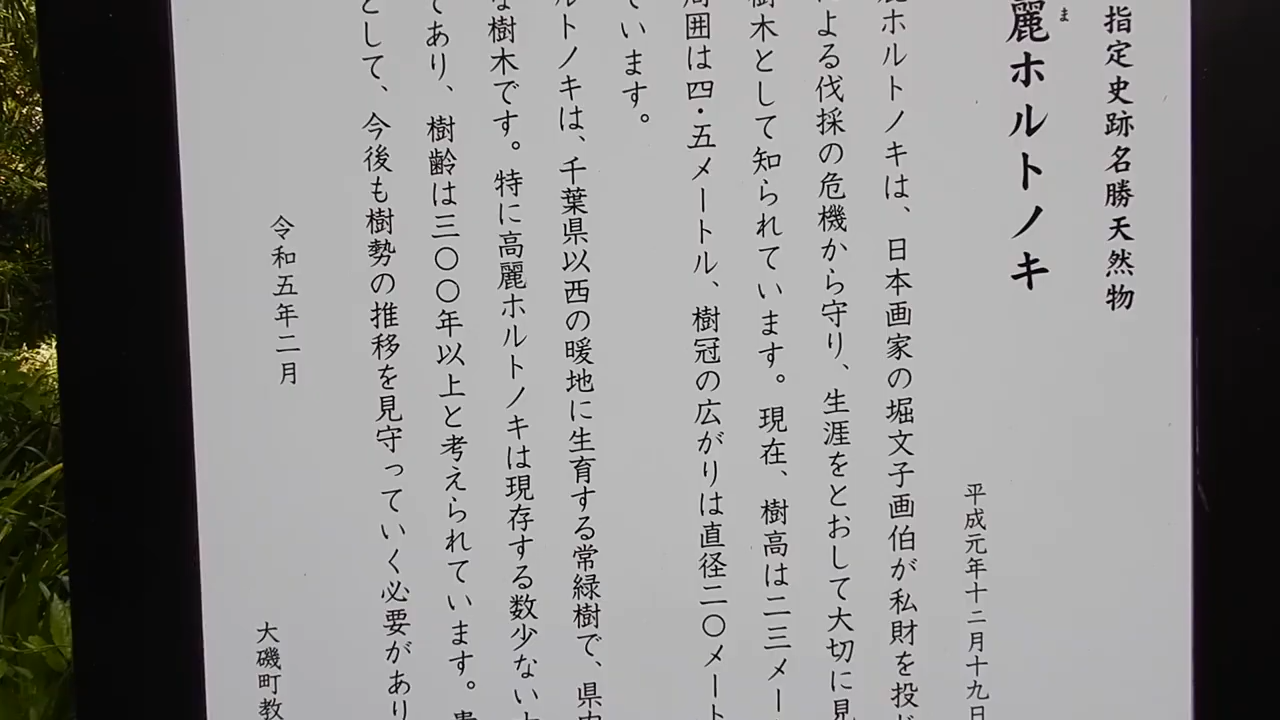 指定史跡名勝天然物
麗ホルトノキ
ま
平成元年十二月十九日
ホルトノキは、日本画家の堀文子画伯が私財を投
よる伐採の危機から守り、生涯をとおして大切に見
樹木として知られています。現在、樹高は二三メー
周囲は四・五メートル、樹冠の広がりは直径二〇メート
ています。
ルトノキは、千葉県以西の暖地に生育する常緑樹で、県内
な樹木です。特に高麗ホルトノキは現存する数少ない
であり、樹齢は三〇〇年以上と考えられています。貴
として、今後も樹勢の推移を見守っていく必要があり
令和五年二月
大磯町教